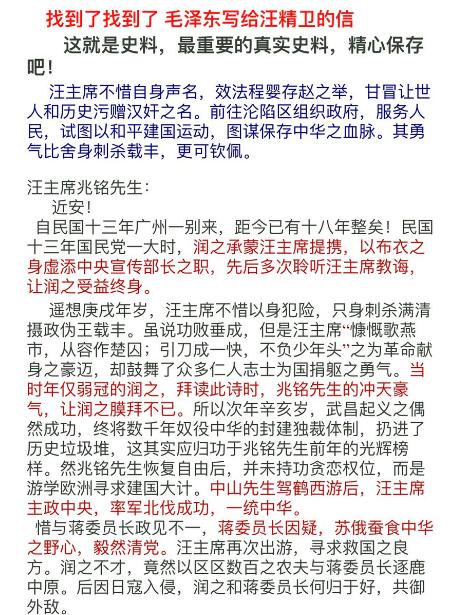 找到了找到了 毛泽东写给汪精卫的信
这就是史料，最重要的真实史料，精心保存
吧！
汪主席不惜自身声名，效法程婴存赵之举，甘冒让世
人和历史污赠汉奸之名。前往沦陷区组织政府，服务人
民，试图以和平建国运动，图谋保存中华之血脉。其勇
气比舍身刺杀载丰，更可钦佩。
汪主席兆铭先生：
近安！
自民国十三年广州一别来，距今已有十八年整矣！民国
十三年国民党一大时，润之承蒙汪主席提携，以布衣之
身虚添中央宣传部长之职，先后多次聆听汪主席教诲，
让润之受益终身。
遥想庚戌年岁，汪主席不惜以身犯险，只身刺杀满清
摄政伪王载丰。虽说功败垂成，但是汪主席“慷慨歌燕
市，从容作楚囚；引刀成一快，不负少年头”之为革命献
身之豪迈，却鼓舞了众多仁人志士为国捐躯之勇气。当
时年仅弱冠的润之，拜读此诗时，兆铭先生的冲天豪
气，让润之膜拜不已。所以次年辛亥岁，武昌起义之偶
然成功，终将数千年奴役中华的封建独裁体制，扔进了
历史垃圾堆，这其实应归功于兆铭先生前年的光辉榜
样。然兆铭先生恢复自由后，并未持功贪恋权位，而是
游学欧洲寻求建国大计。中山先生驾鹤西游后，汪主席
主政中央，率军北伐成功，一统中华。
惜与蒋委员长政见不一，蒋委员长因疑，苏俄蚕食中华
之野心，毅然清党。汪主席再次出游，寻求救国之良
方。润之不才，竟然以区区数百之农夫与蒋委员长逐鹿
中原。后因日寇入侵，润之和蒋委员长何归于好，共御
外敌。